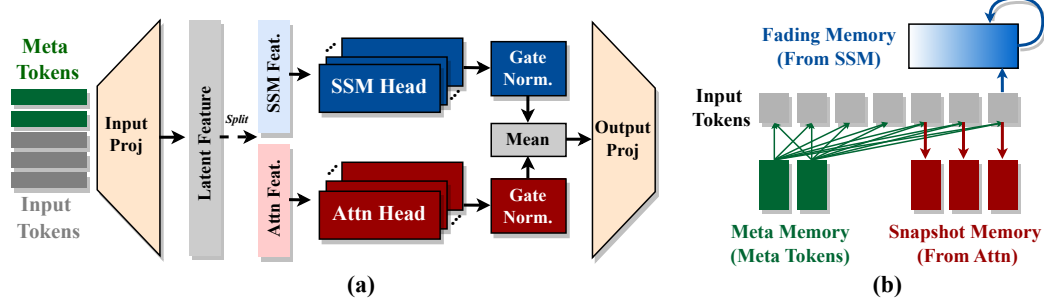 Meta
Tokens
Input
Proj
Input
Tokens
Latent Feature
Split
SSM Feat.
Attn Feat.
SSM Head
Attn Head
Gate
Norm.
Mean
Gate
Norm.
Output
Proj
(a)
Fading Memory
(From SSM)
Input
Tokens
Meta Memory
(Meta Tokens)
Snapshot Memory
(From Attn)
(b)